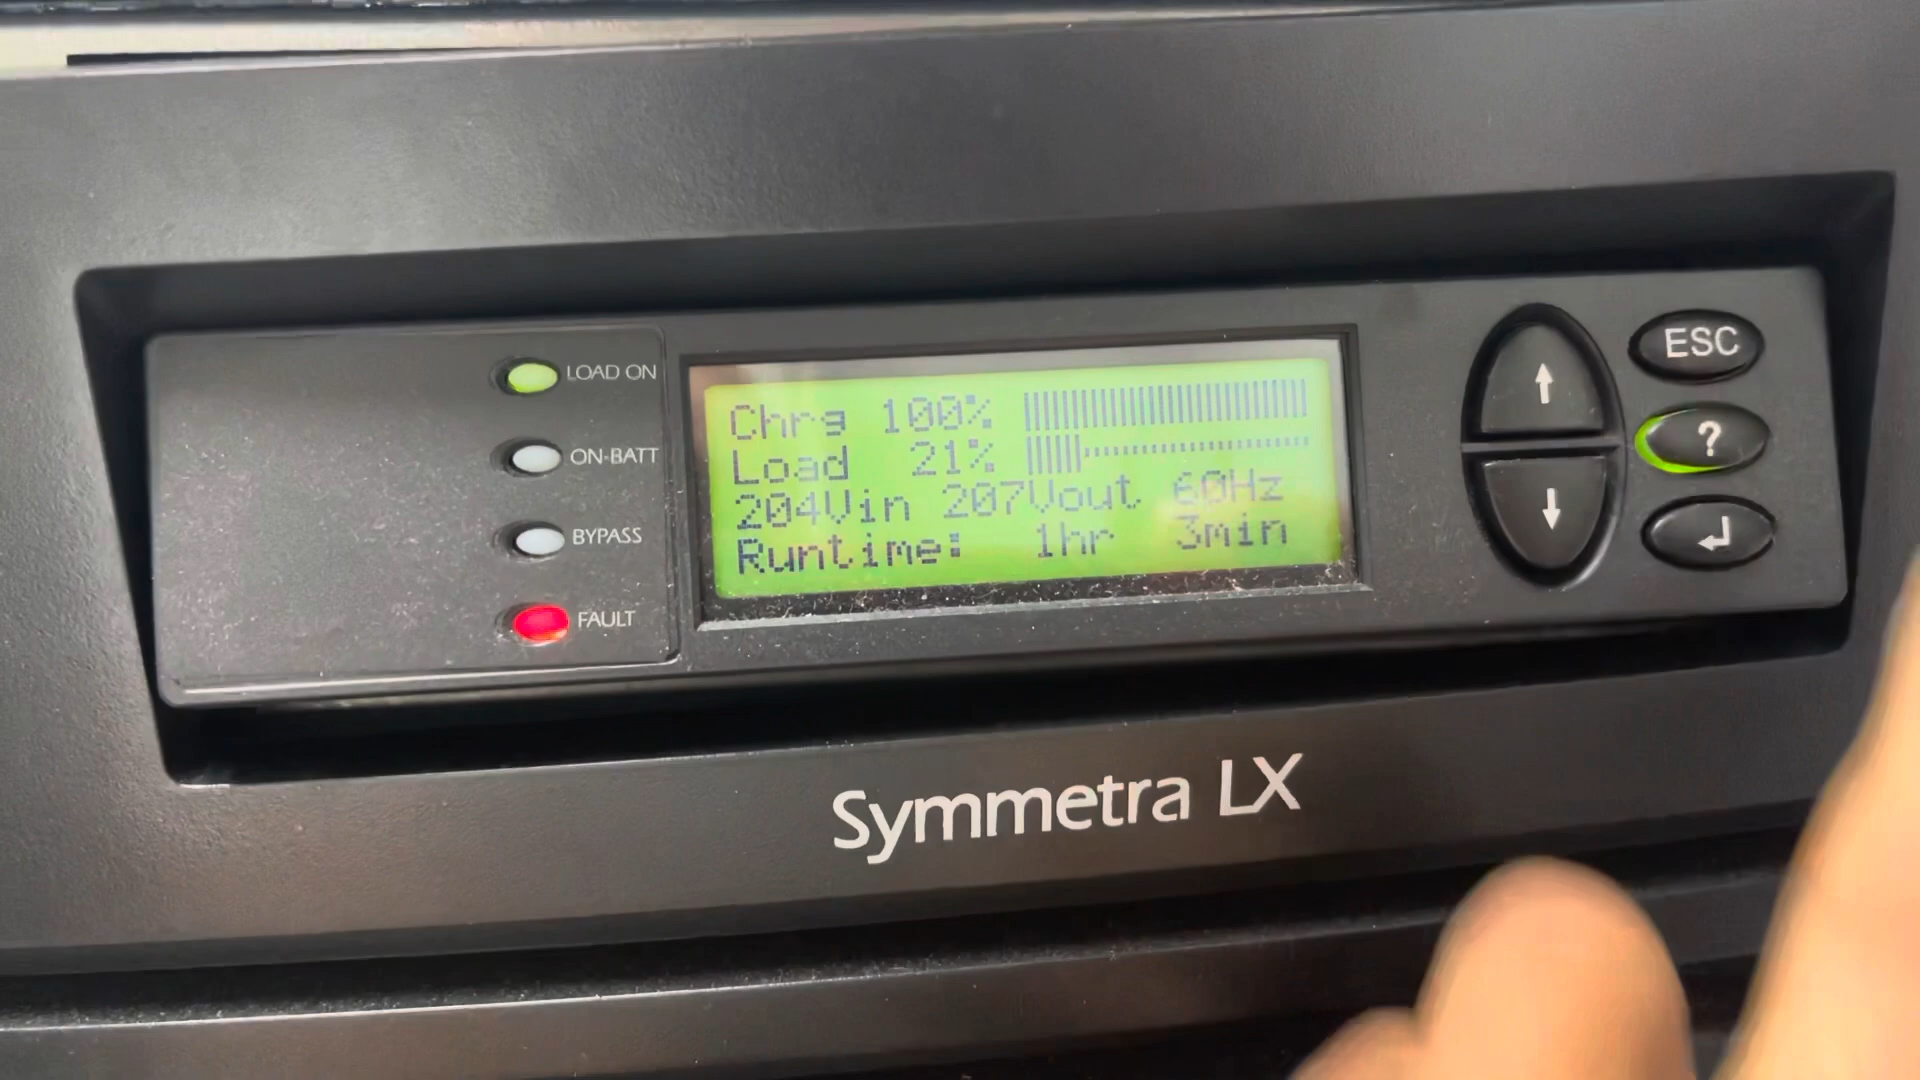 LOAD ON
ON-BATT
BYPASS
FAULT
Chrg 100%
Load 21%
204Vin 207Vout 60Hz
Runtime: 1hr 3min
ESC
?
Symmetra LX